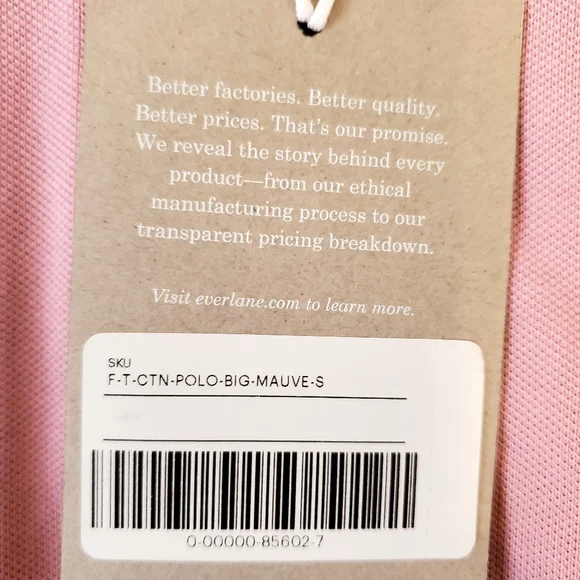 Better factories. Better quality.
Better prices. That's our promise.
We reveal the story behind every
product—from our ethical
manufacturing process to our
transparent pricing breakdown.
Visit everlane.com to learn more.
SKU
F-T-CTN-POLO-BIG-MAUVE-S
0-00000-85602-7